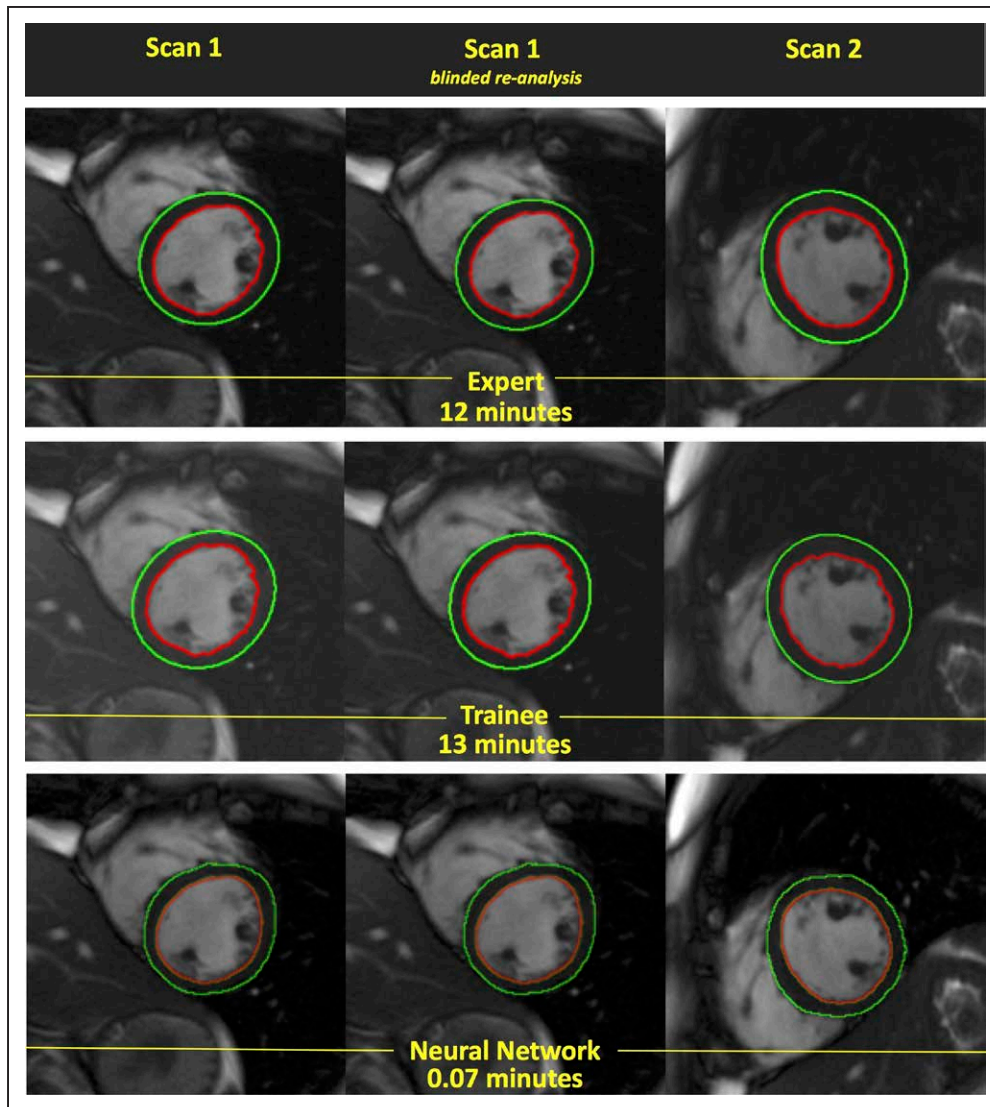 Scan 1
Scan 1
blinded re-analysis
Scan 2
Expert
12 minutes
Trainee
13 minutes
Neural Network
0.07 minutes